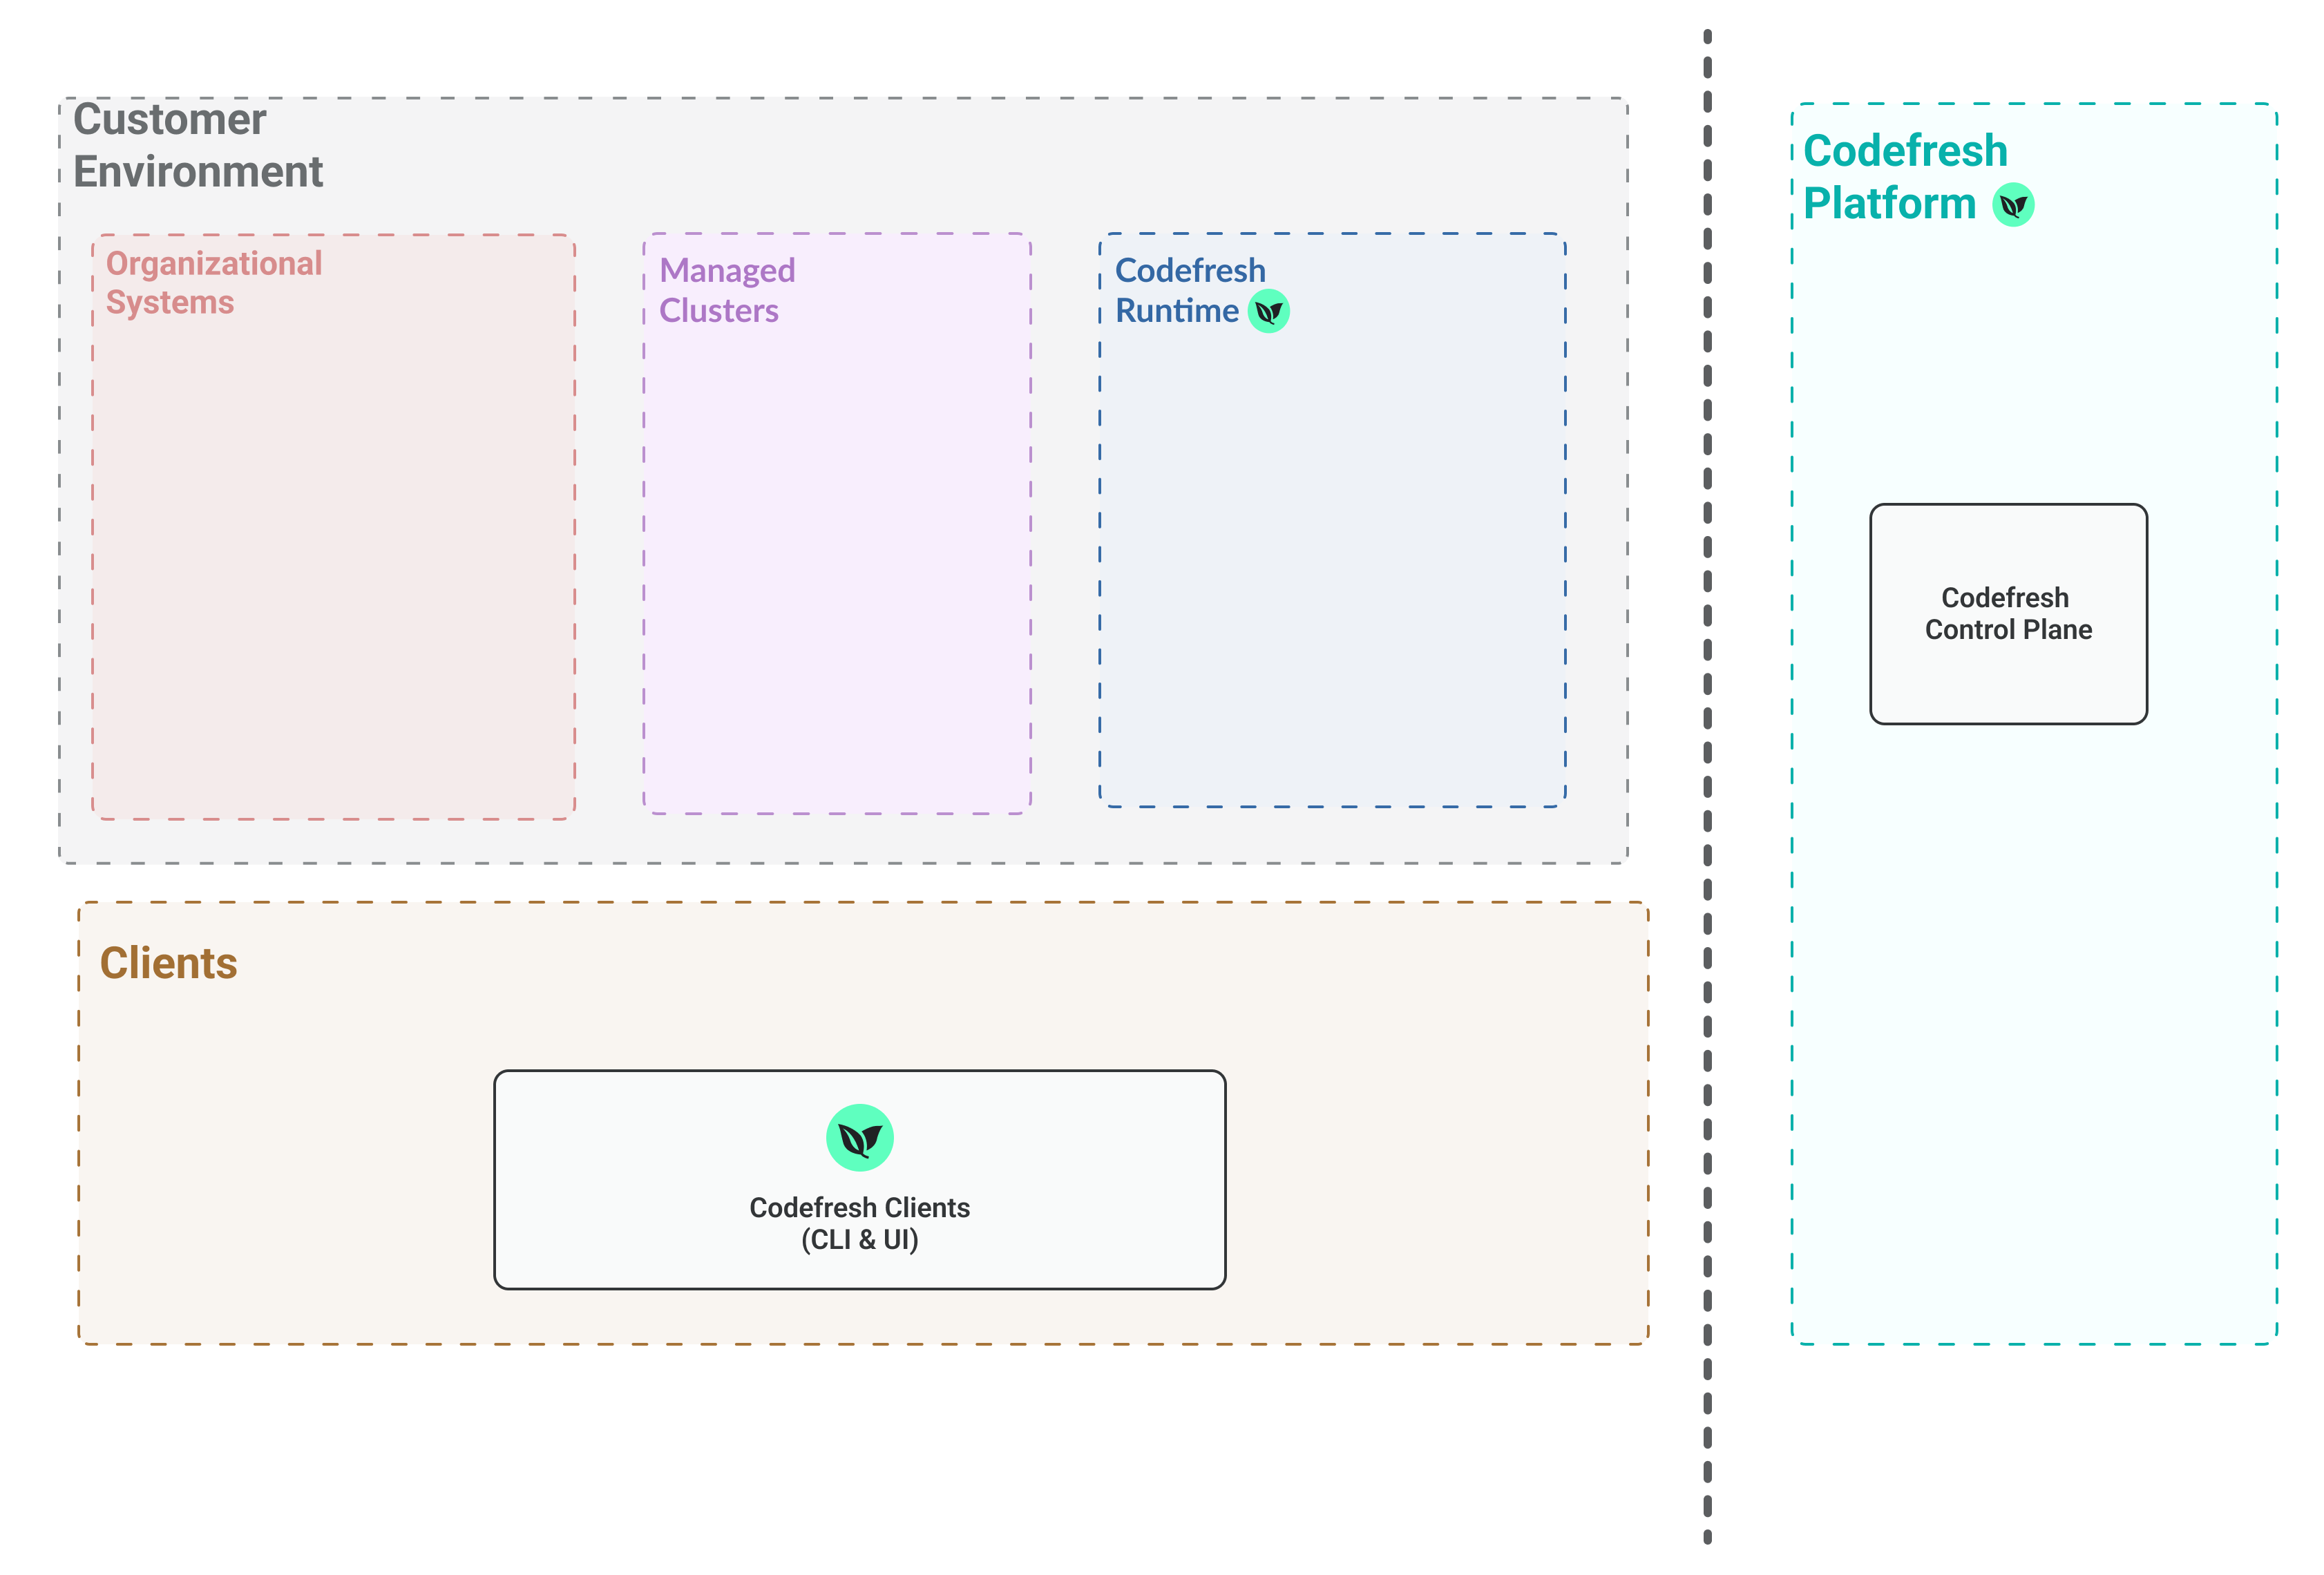 Customer
Environment
Organizational
Systems
Managed
Clusters
Codefresh
Runtime
Codefresh
Platform
Codefresh
Control Plane
Clients
Codefresh Clients
(CLI & UI)